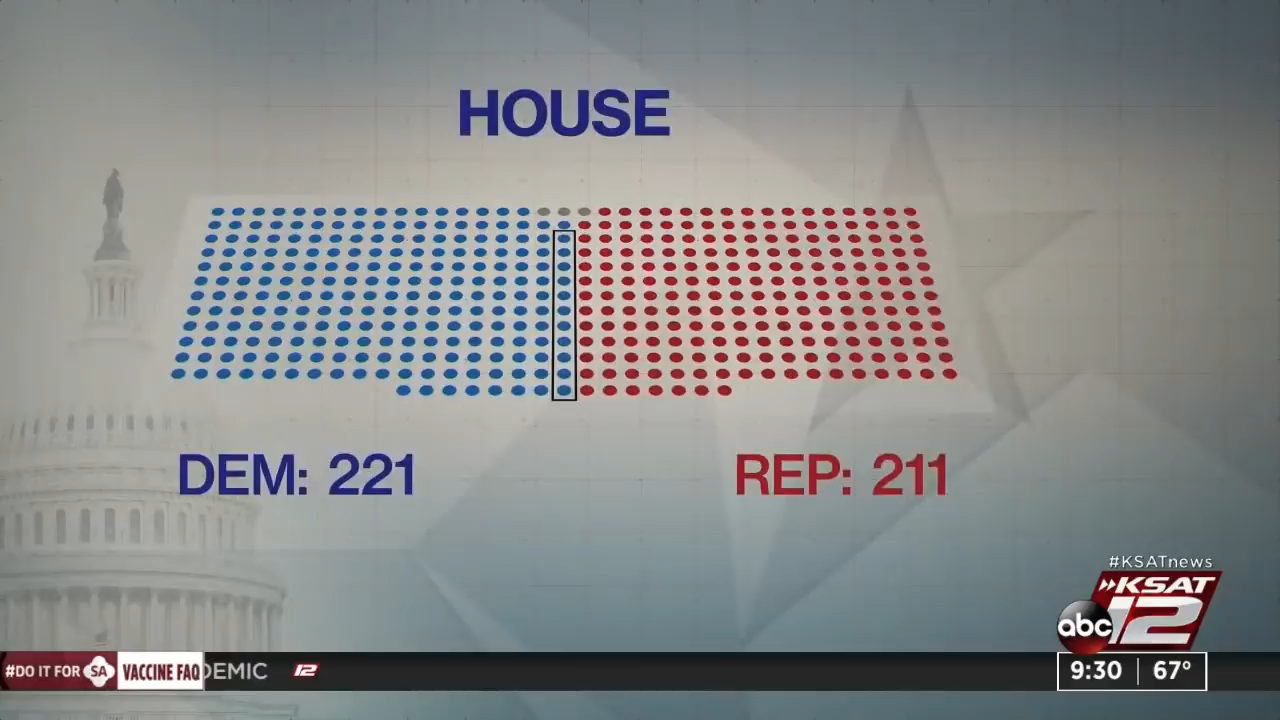 HOUSE
DEM: 221
REP: 211
#KSATnews
KSAT
abc 12
#DO IT FOR SA
VACCINE FAQ
DEMIC
12
9:30
67°